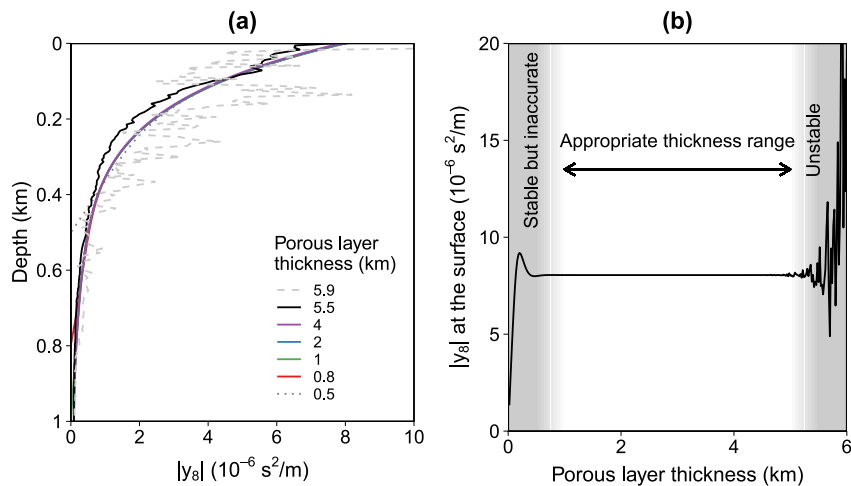 (a)
0
0.2
0.4
0.6
0.8
1
Depth (km)
Porous layer
thickness (km)
5.9
5.5
4
2
1
0.8
0.5
0 2 4 6 8 10
|y₈| (10⁻⁶ s²/m)
(b)
20
15
10
5
0
|y₈| at the surface (10⁻⁶ s²/m)
Stable but inaccurate
Appropriate thickness range
Unstable
0 2 4 6
Porous layer thickness (km)